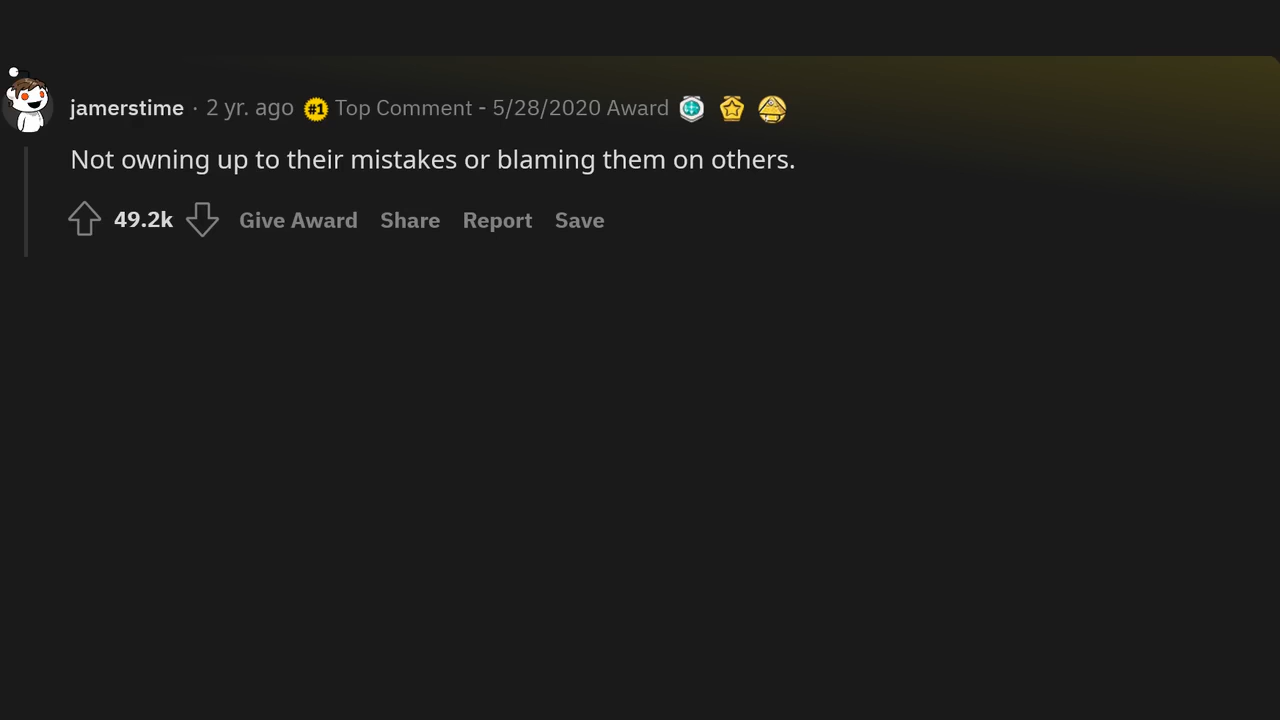 jamerstime · 2 yr. ago #1 Top Comment - 5/28/2020 Award
Not owning up to their mistakes or blaming them on others.
49.2k Give Award Share Report Save